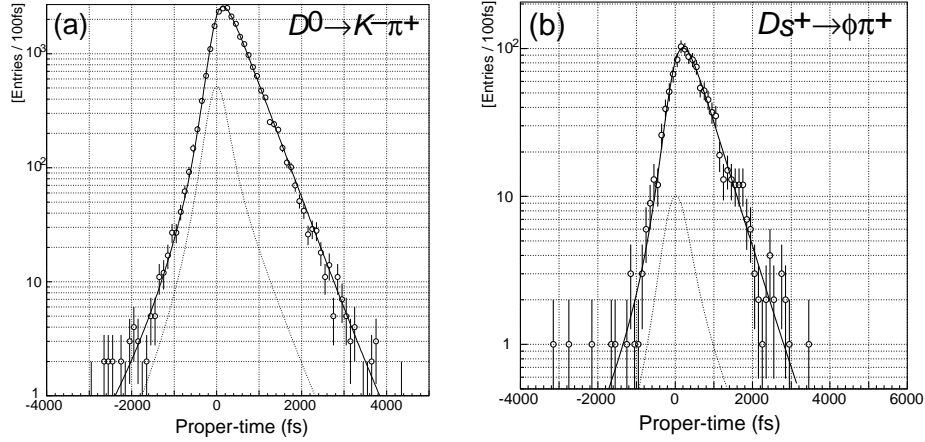 (a)
D⁰→K⁻π⁺
[Entries / 100fs]
10³
10²
10
1
-4000 -2000 0 2000 4000
Proper-time (fs)
(b)
Ds⁺→ϕπ⁺
[Entries / 100fs]
10²
10
1
-4000 -2000 0 2000 4000 6000
Proper-time (fs)